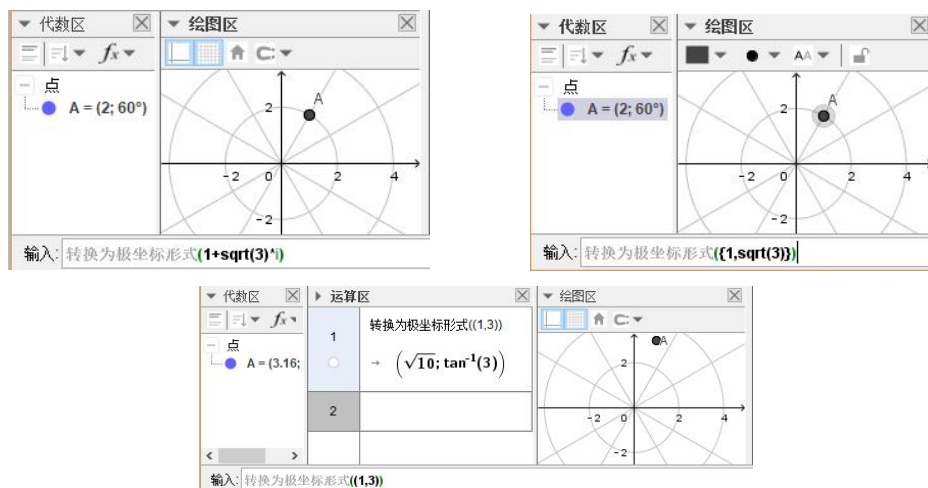 代数区
绘图区
点
A = (2; 60°)
A
2
-2
0
2
4
-2
输入: 转换为极坐标形式(1+sqrt(3)*i)
代数区
绘图区
AA
点
A = (2; 60°)
A
2
-2
0
2
4
-2
输入: 转换为极坐标形式({1,sqrt(3)})
代数区
运算区
绘图区
点
A = (3.16;
1
转换为极坐标形式((1,3))
→ (√10; tan⁻¹(3))
2
A
2
-2
0
2
4
-2
输入: 转换为极坐标形式((1,3))